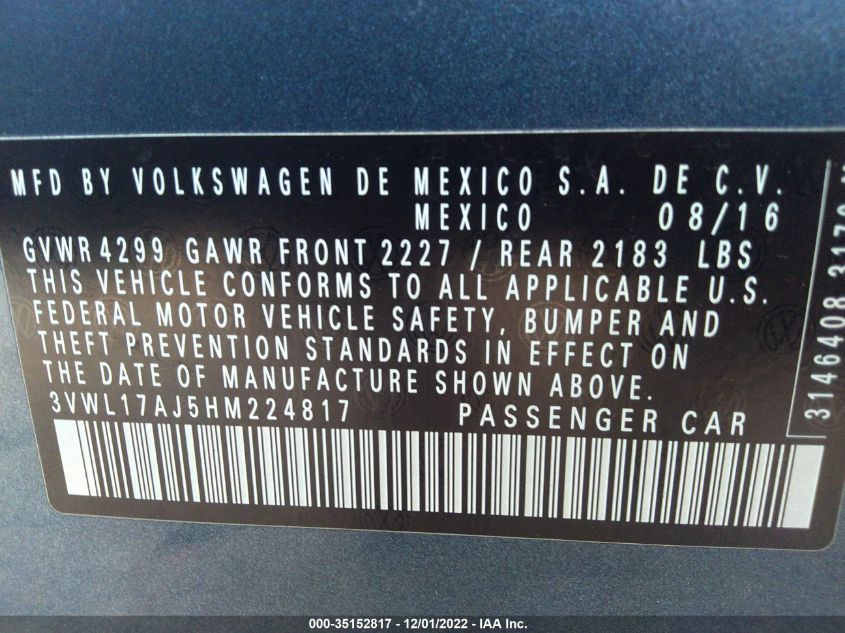 MFD BY VOLKSWAGEN DE MEXICO S.A. DE C.V.
MEXICO 08/16
GVWR 4299 GAWR FRONT 2227 / REAR 2183 LBS
THIS VEHICLE CONFORMS TO ALL APPLICABLE U.S.
FEDERAL MOTOR VEHICLE SAFETY, BUMPER AND
THEFT PREVENTION STANDARDS IN EFFECT ON
THE DATE OF MANUFACTURE SHOWN ABOVE.
3VWL17AJ5HM224817 PASSENGER CAR
3146408
000-35152817 - 12/01/2022 - IAA Inc.